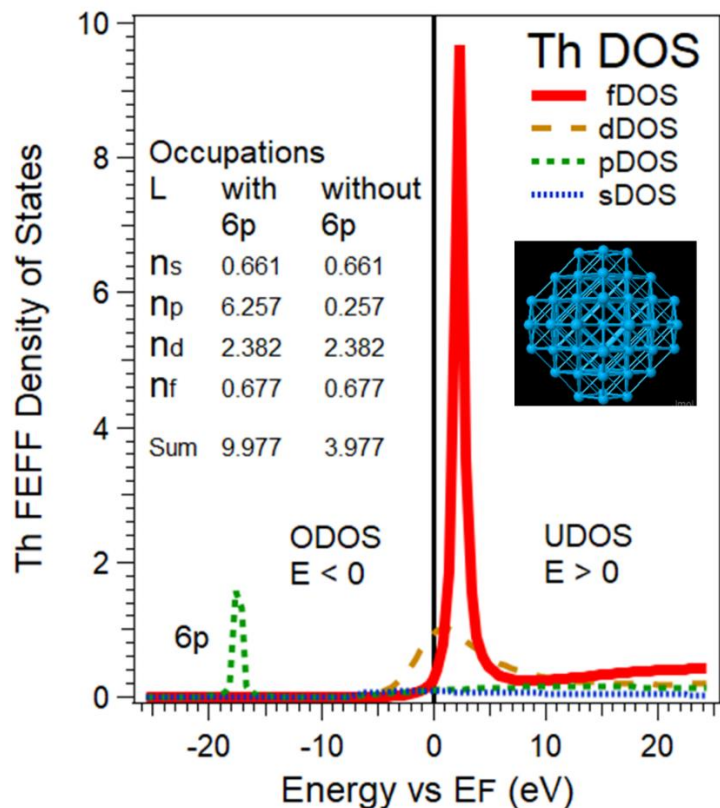 Th DOS
fDOS
dDOS
pDOS
sDOS
Occupations
L with without
6p 6p
ns 0.661 0.661
np 6.257 0.257
nd 2.382 2.382
nf 0.677 0.677
Sum 9.977 3.977
jmol
ODOS
E < 0
UDOS
E > 0
6p
10
8
6
4
2
0
-20 -10 0 10 20
Th FEFF Density of States
Energy vs EF (eV)